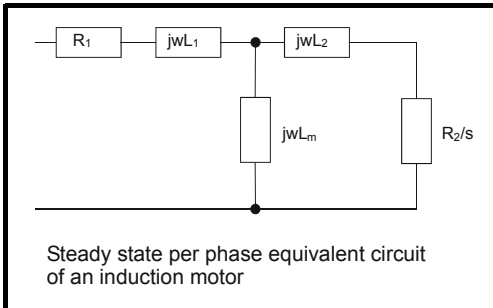 R₁
jwL₁
jwL₂
jwLₘ
R₂/s
Steady state per phase equivalent circuit
of an induction motor